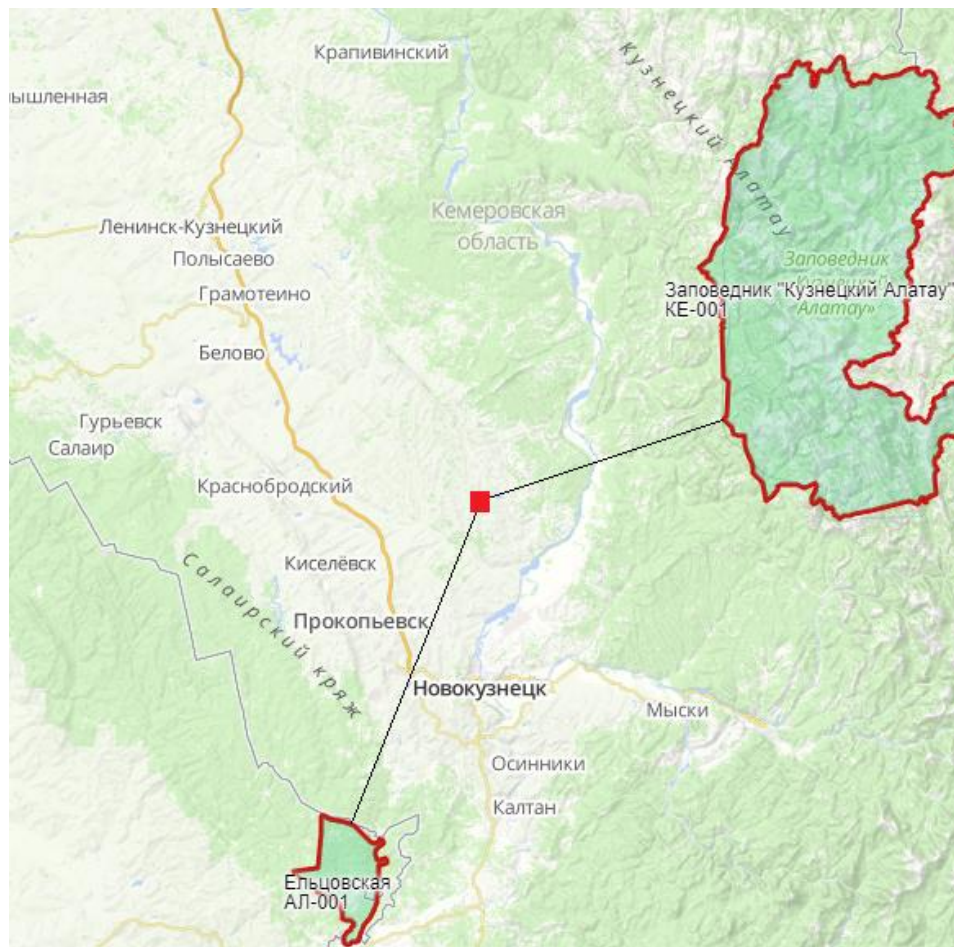 Крапивинский
мышленная
Кузнецкий Алатау
Кемеровская
область
Ленинск-Кузнецкий
Полысаево
Грамотеино
Белово
Заповедник
Алатау»
Заповедник "Кузнецкий Алатау"
КЕ-001
Гурьевск
Салаир
Краснобродский
Киселёвск
Салаирский кряж
Прокопьевск
Новокузнецк
Мыски
Осинники
Калтан
Ельцовская
АЛ-001